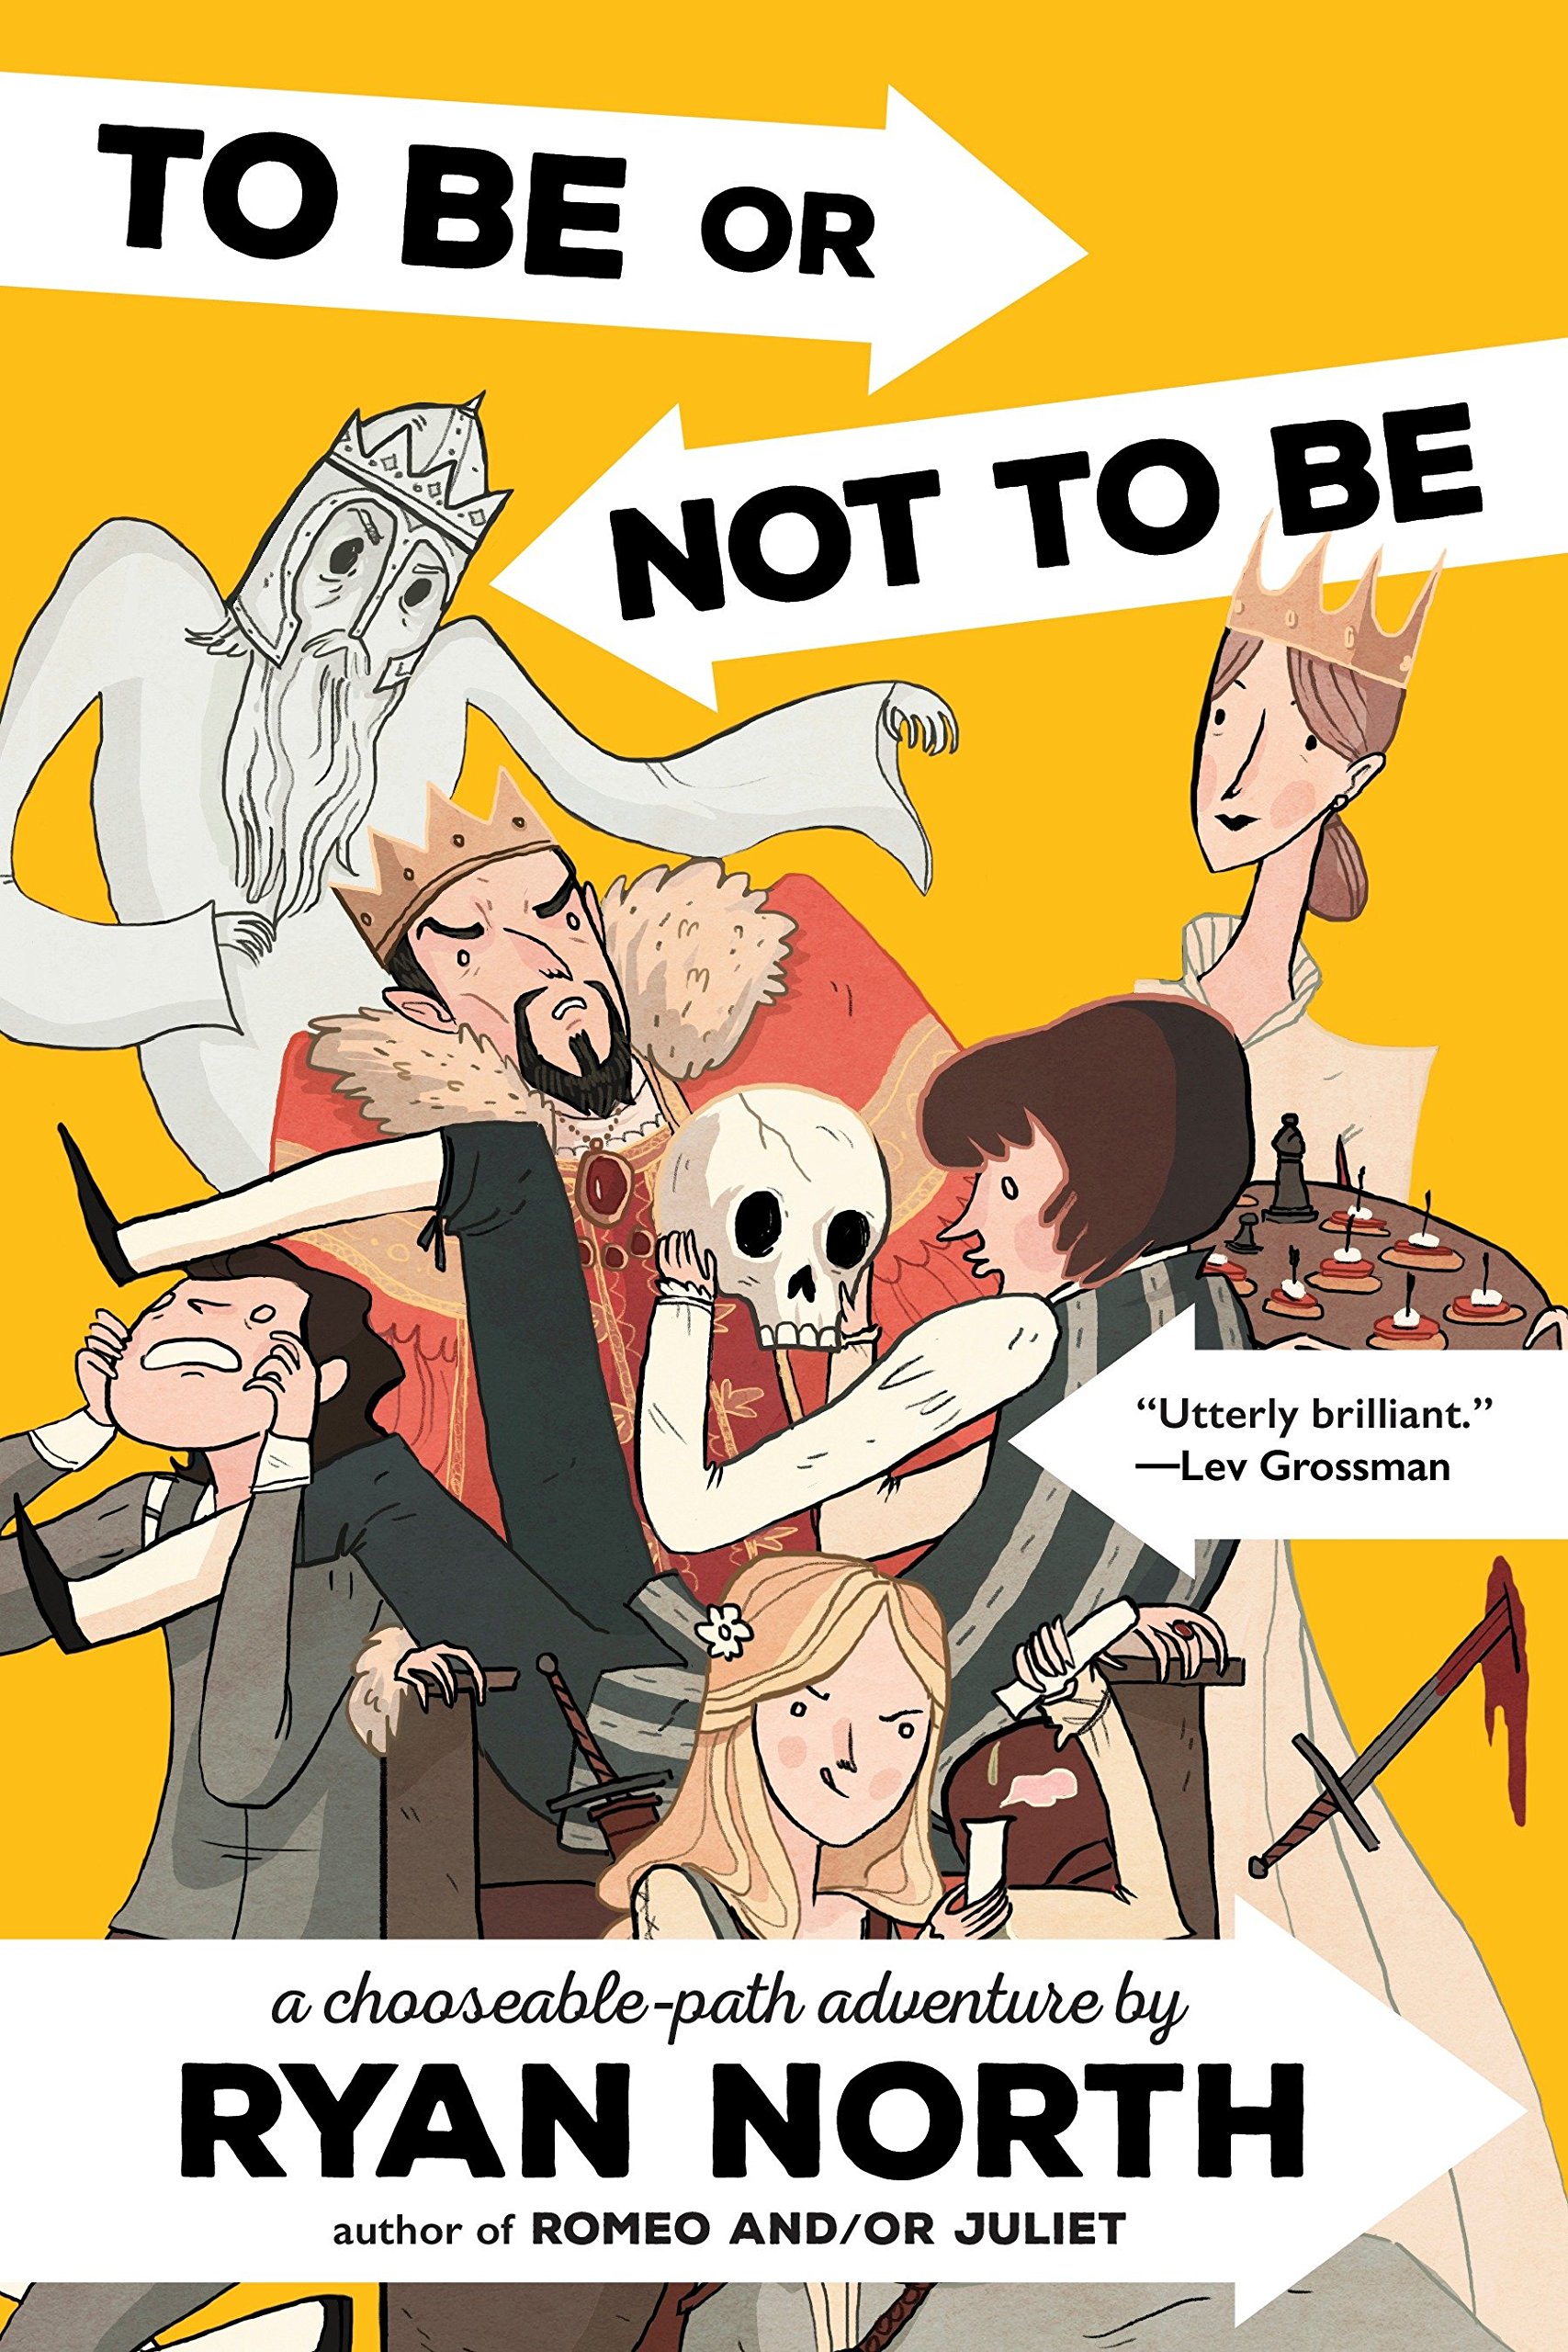 TO BE OR
NOT TO BE
“Utterly brilliant.”
—Lev Grossman
a chooseable-path adventure by
RYAN NORTH
author of ROMEO AND/OR JULIET